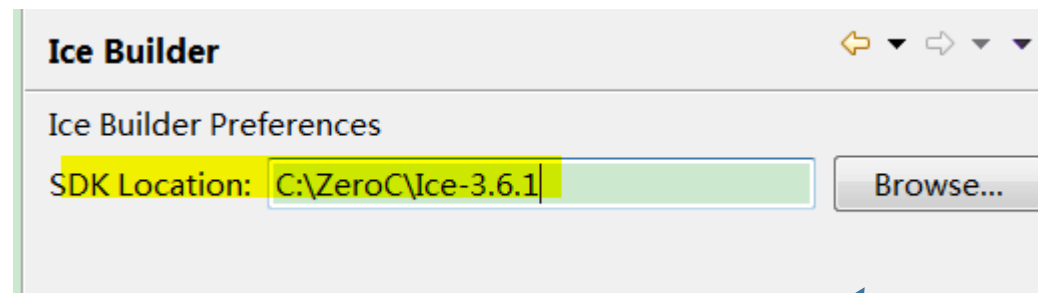 Ice Builder
Ice Builder Preferences
SDK Location: C:\ZeroC\Ice-3.6.1 Browse...